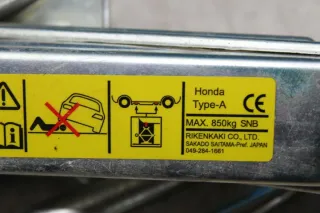 Honda
Type-A
CE
MAX. 850kg SNB
RIKENKAKI CO., LTD.
SAKADO SAITAMA-Pref. JAPAN
049-284-1661